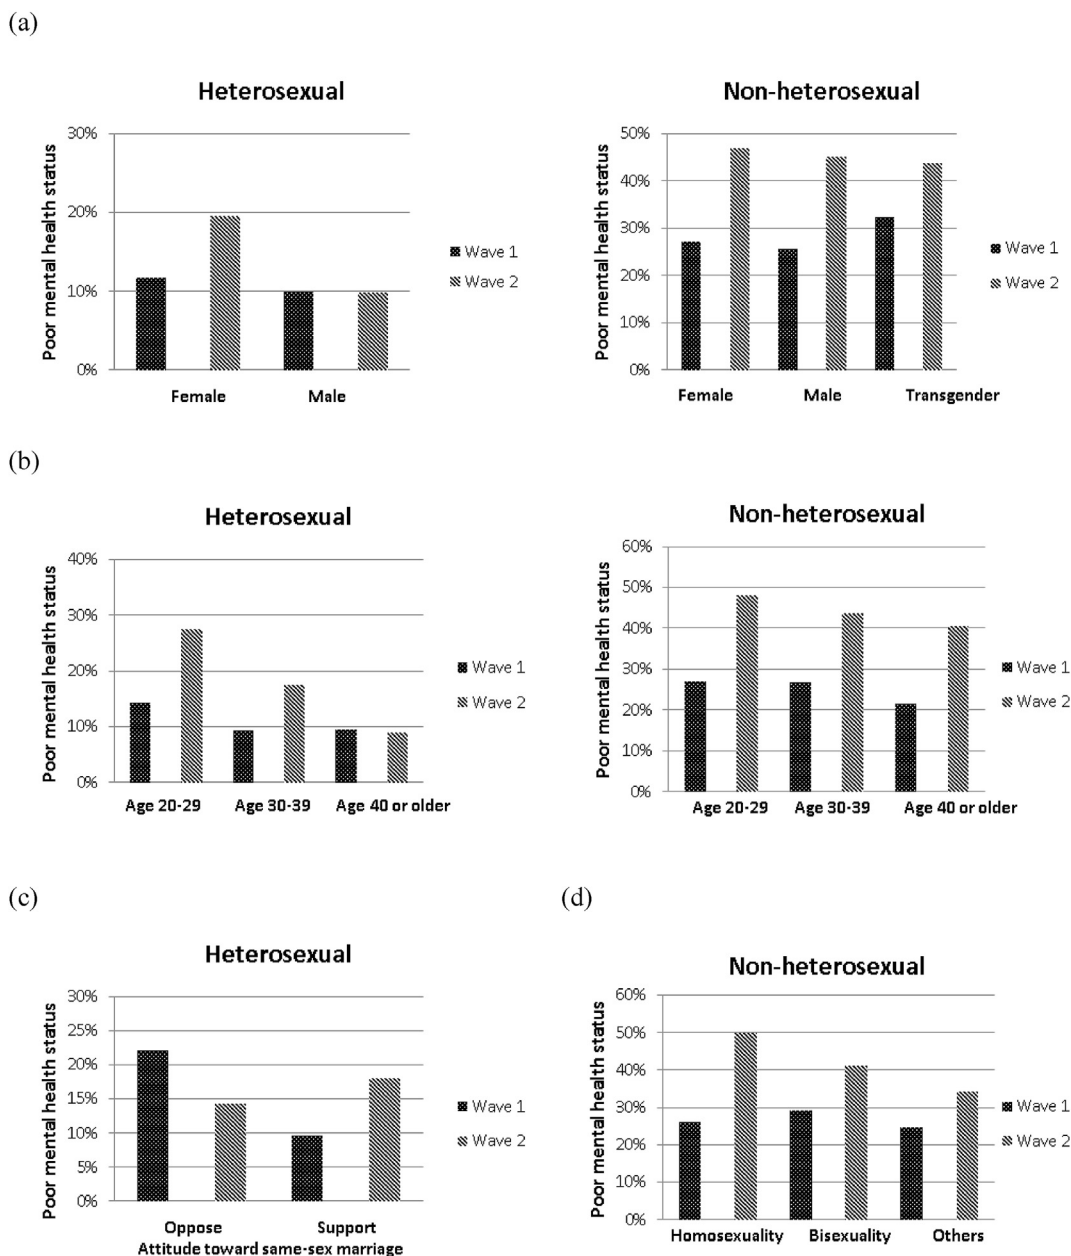 (a)
Heterosexual
Poor mental health status
30%
20%
10%
0%
Female Male
Wave 1
Wave 2
Non-heterosexual
Poor mental health status
50%
40%
30%
20%
10%
0%
Female Male Transgender
Wave 1
Wave 2
(b)
Heterosexual
Poor mental health status
40%
30%
20%
10%
0%
Age 20-29 Age 30-39 Age 40 or older
Wave 1
Wave 2
Non-heterosexual
Poor mental health status
60%
50%
40%
30%
20%
10%
0%
Age 20-29 Age 30-39 Age 40 or older
Wave 1
Wave 2
(c)
Heterosexual
Poor mental health status
30%
25%
20%
15%
10%
5%
0%
Oppose Support
Attitude toward same-sex marriage
Wave 1
Wave 2
(d)
Non-heterosexual
Poor mental health status
60%
50%
40%
30%
20%
10%
0%
Homosexuality Bisexuality Others
Wave 1
Wave 2